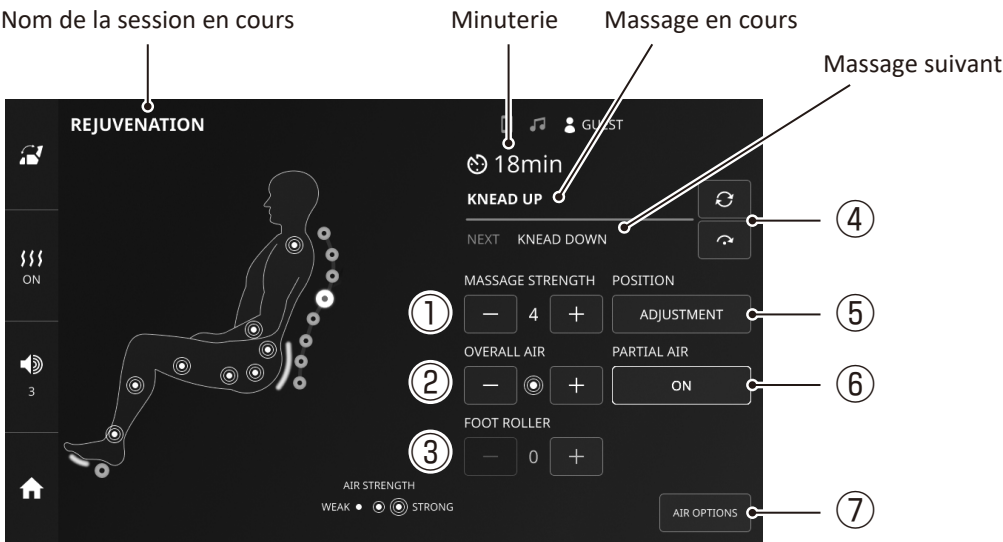 Nom de la session en cours
Minuterie
Massage en cours
Massage suivant
REJUVENATION
GUEST
18min
KNEAD UP
NEXT KNEAD DOWN
④
ON
MASSAGE STRENGTH
POSITION
①
4
ADJUSTMENT
⑤
OVERALL AIR
PARTIAL AIR
3
②
ON
⑥
FOOT ROLLER
③
0
AIR STRENGTH
WEAK STRONG
AIR OPTIONS
⑦